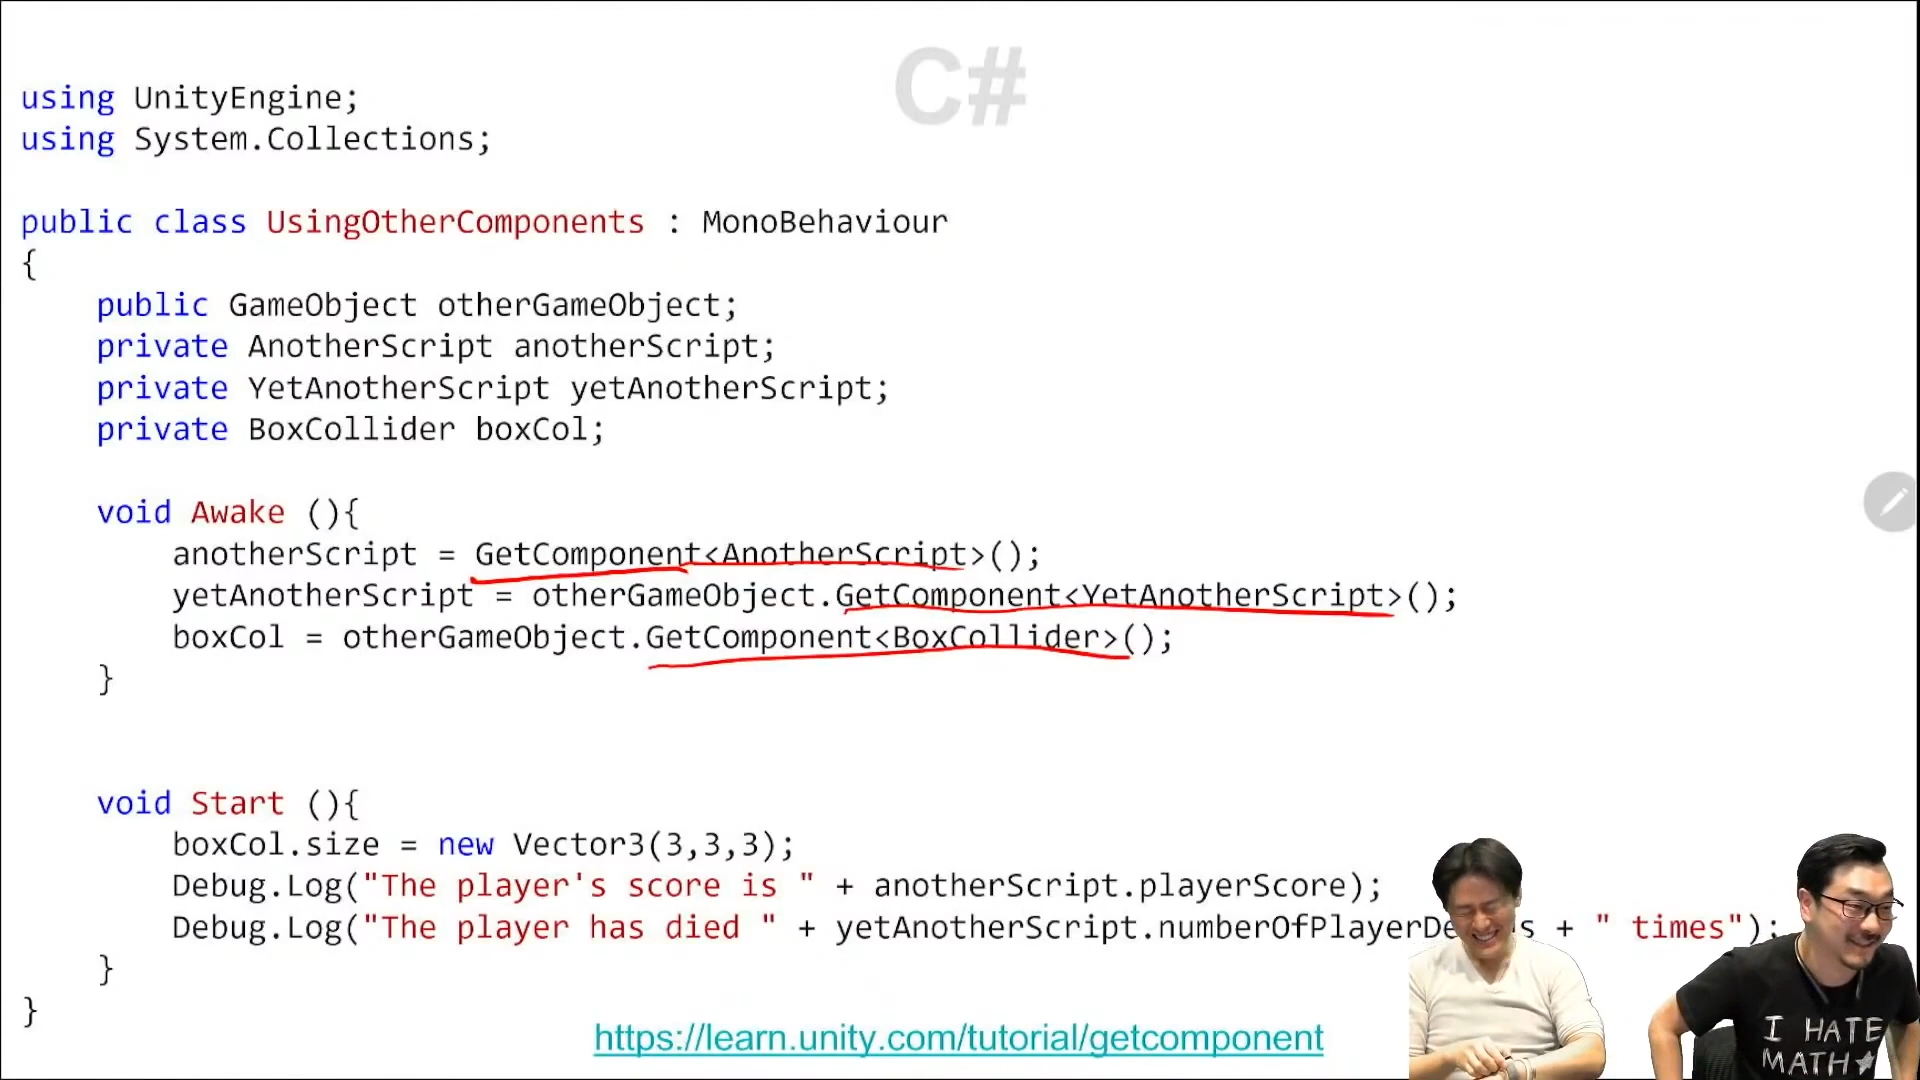 C#
using UnityEngine;
using System.Collections;
public class UsingOtherComponents : MonoBehaviour
{
public GameObject otherGameObject;
private AnotherScript anotherScript;
private YetAnotherScript yetAnotherScript;
private BoxCollider boxCol;
void Awake (){
anotherScript = GetComponent<AnotherScript>();
yetAnotherScript = otherGameObject.GetComponent<YetAnotherScript>();
boxCol = otherGameObject.GetComponent<BoxCollider>();
}
void Start (){
boxCol.size = new Vector3(3,3,3);
Debug.Log("The player's score is " + anotherScript.playerScore);
Debug.Log("The player has died " + yetAnotherScript.numberOfPlayerDe s + " times");
}
}
https://learn.unity.com/tutorial/getcomponent
I HATE
MATH